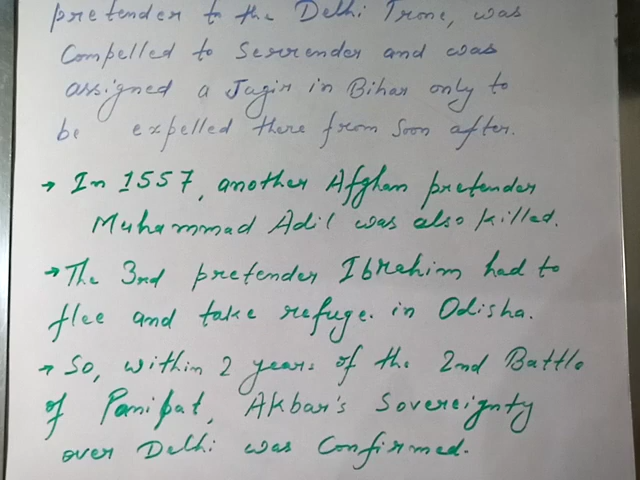 pretender to the Delhi Trone, was
Compelled to Serrender and was
assigned a Jagir in Bihar only to
be expelled there from Soon after.
→ In 1557, another Afghan pretender
Muhammad Adil was also killed.
→ The 3rd pretender Ibrahim had to
flee and take refuge. in Odisha.
→ So, within 2 years of the 2nd Battle
of Panipat, Akbar's Sovereignty
over Delhi was Confirmed.